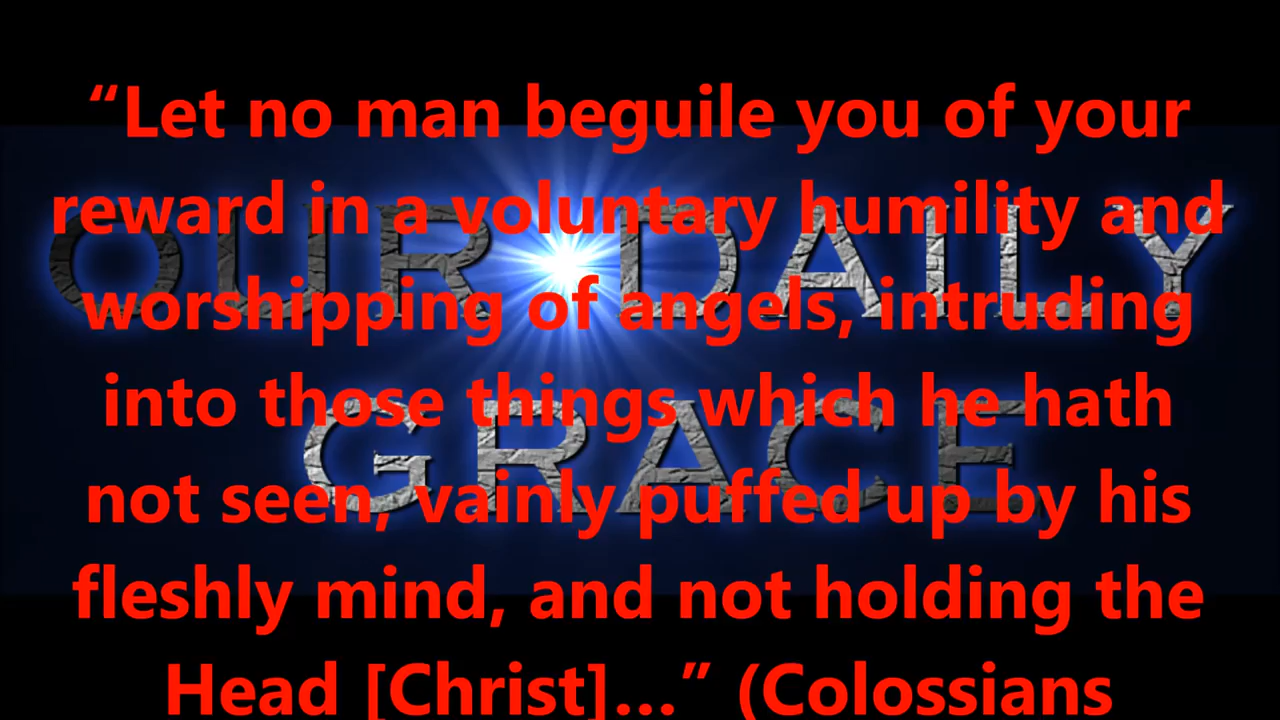 “Let no man beguile you of your
reward in a voluntary humility and
worshipping of angels, intruding
into those things which he hath
not seen, vainly puffed up by his
fleshly mind, and not holding the
Head [Christ]…” (Colossians
OUR DAILY
GRACE